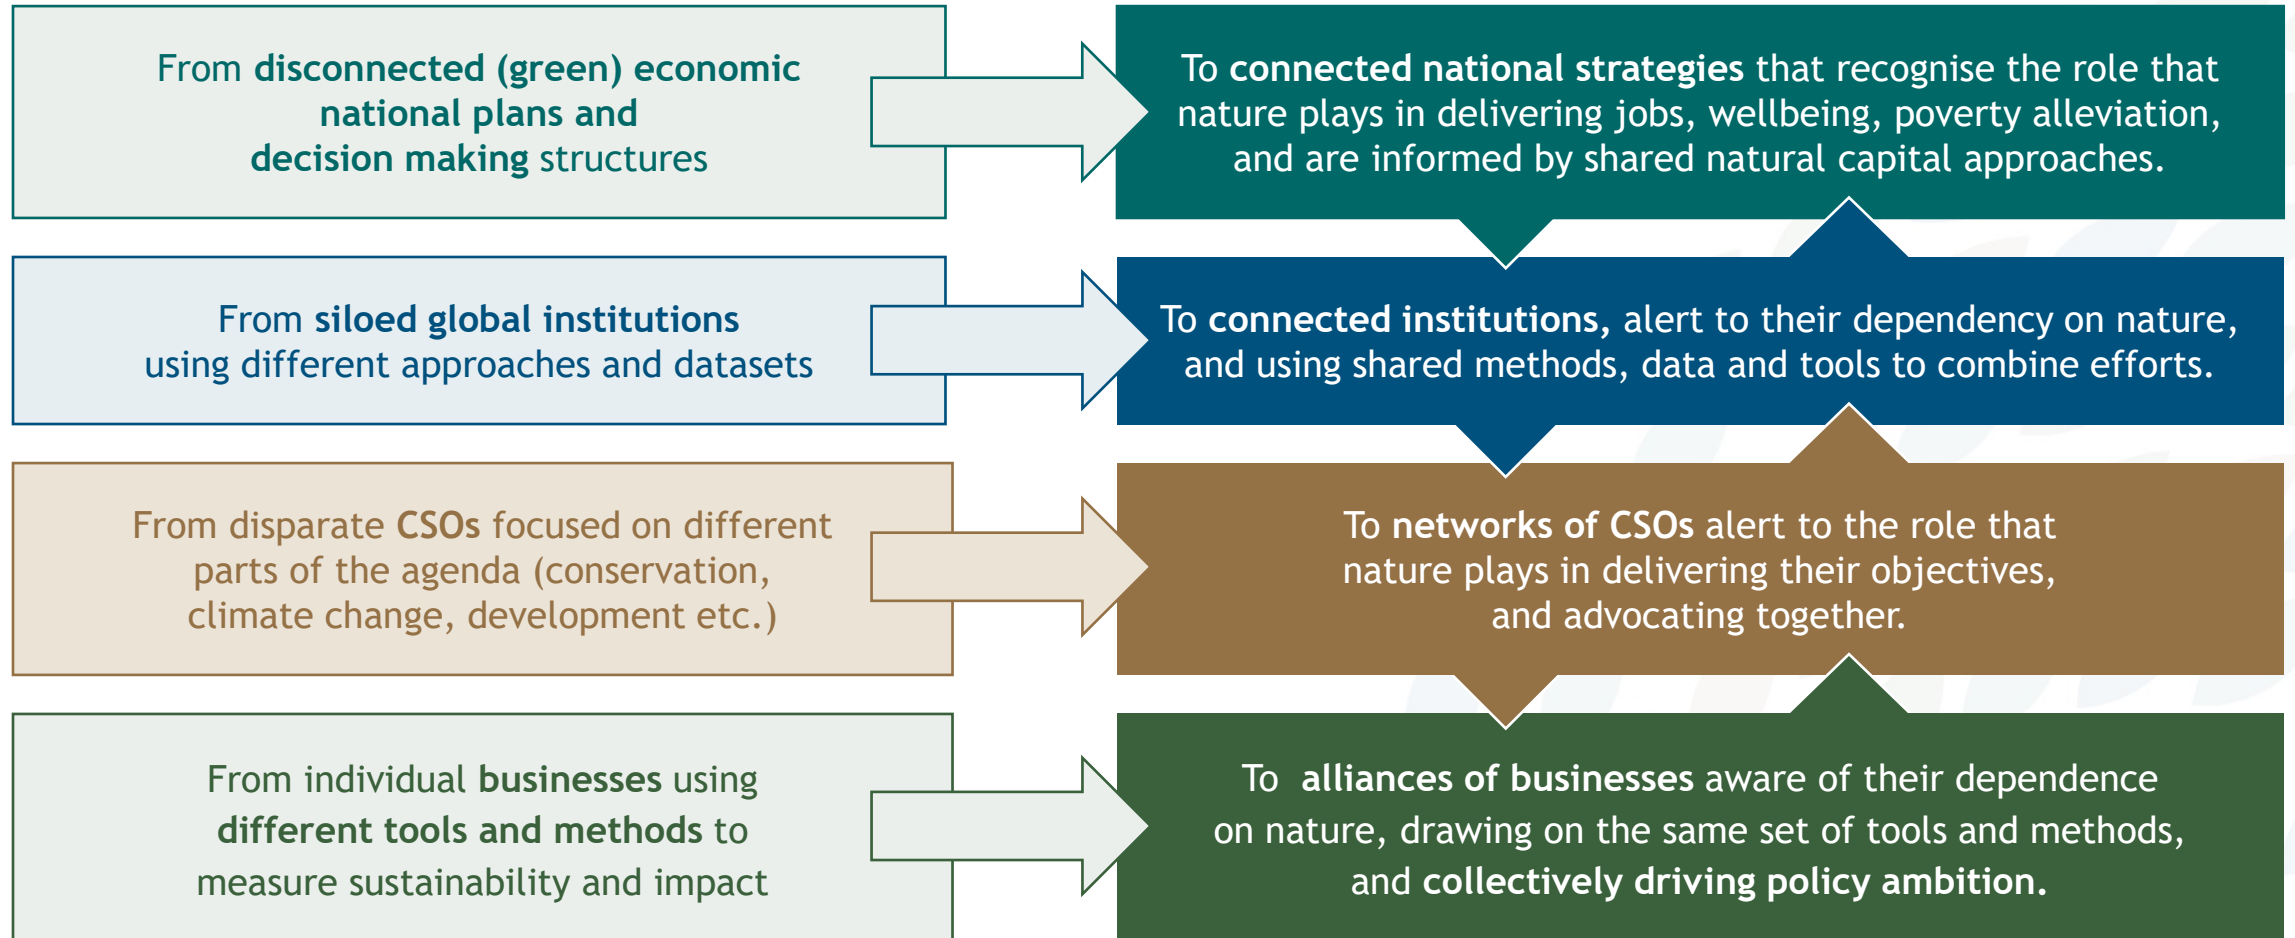 From disconnected (green) economic
national plans and
decision making structures
To connected national strategies that recognise the role that
nature plays in delivering jobs, wellbeing, poverty alleviation,
and are informed by shared natural capital approaches.
From siloed global institutions
using different approaches and datasets
To connected institutions, alert to their dependency on nature,
and using shared methods, data and tools to combine efforts.
From disparate CSOs focused on different
parts of the agenda (conservation,
climate change, development etc.)
To networks of CSOs alert to the role that
nature plays in delivering their objectives,
and advocating together.
From individual businesses using
different tools and methods to
measure sustainability and impact
To alliances of businesses aware of their dependence
on nature, drawing on the same set of tools and methods,
and collectively driving policy ambition.